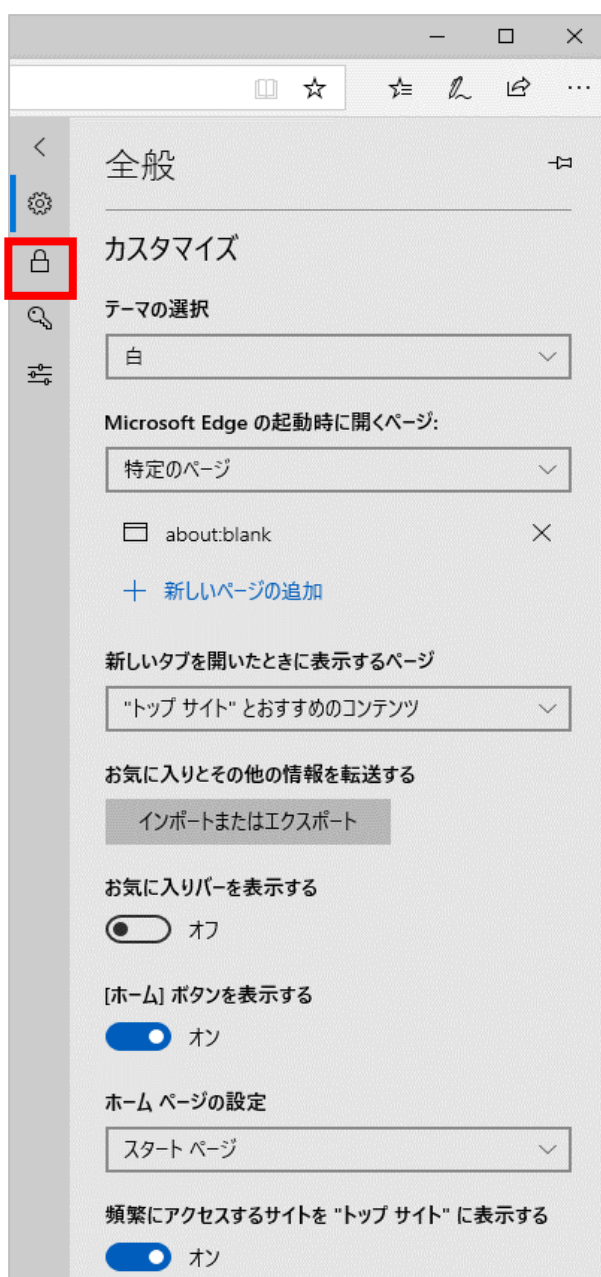 全般
カスタマイズ
テーマの選択
白
Microsoft Edge の起動時に開くページ:
特定のページ
about:blank
新しいページの追加
新しいタブを開いたときに表示するページ
"トップ サイト" とおすすめのコンテンツ
お気に入りとその他の情報を転送する
インポートまたはエクスポート
お気に入りバーを表示する
オフ
[ホーム] ボタンを表示する
オン
ホーム ページの設定
スタート ページ
頻繁にアクセスするサイトを "トップ サイト" に表示する
オン